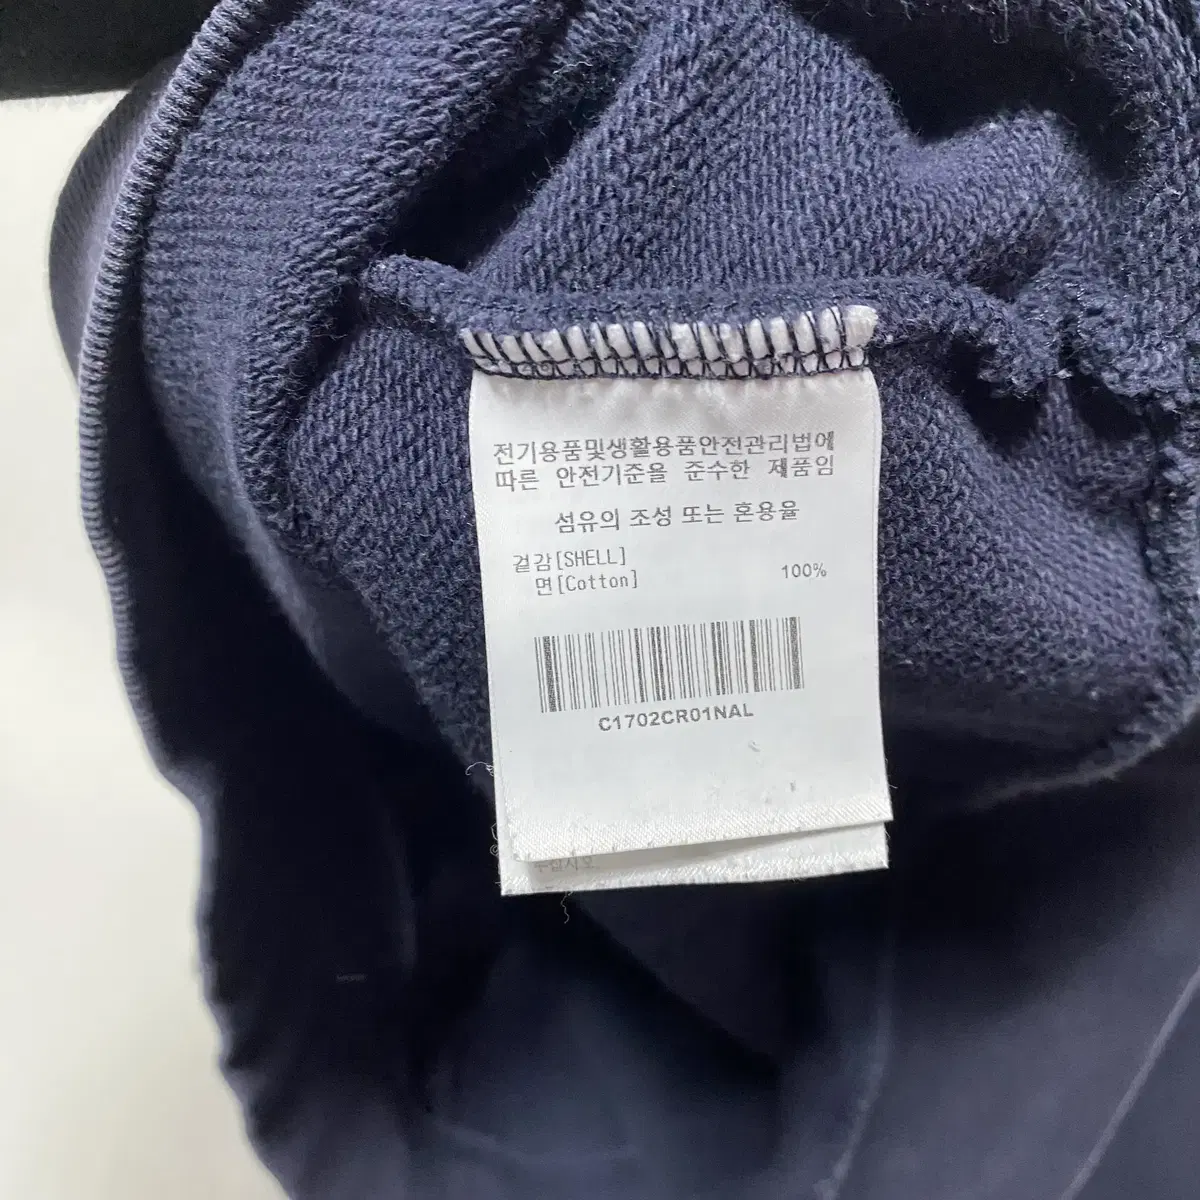 전기용품및생활용품안전관리법에
따른 안전기준을 준수한 제품임
섬유의 조성 또는 혼용율
겉감[SHELL]
면[Cotton] 100%
C1702CR01NAL